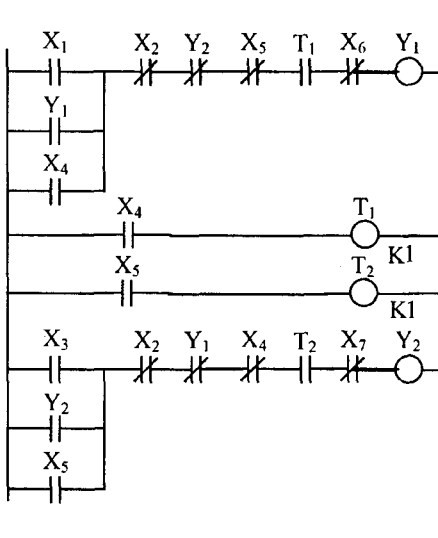 X₁ X₂ Y₂ X₅ T₁ X₆ Y₁
Y₁
X₄
X₄ T₁
K1
X₅ T₂
K1
X₃ X₂ Y₁ X₄ T₂ X₇ Y₂
Y₂
X₅